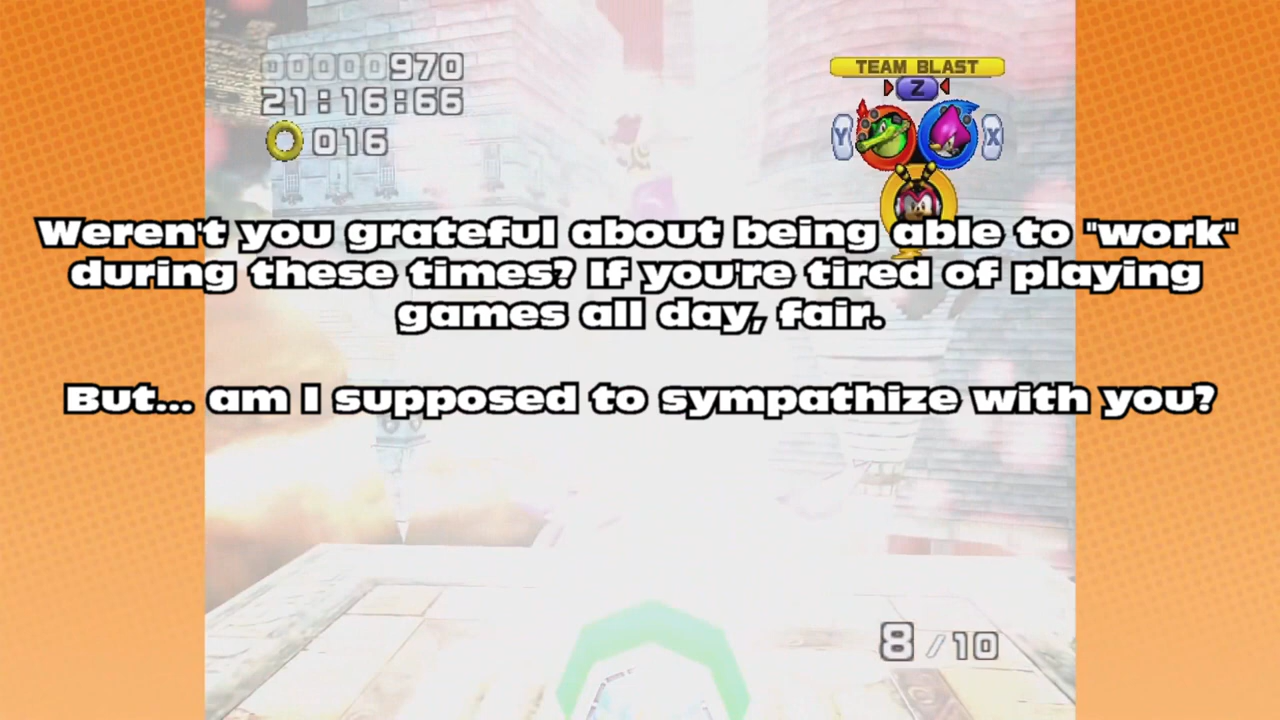 00000970
TEAM BLAST
Z
21:16:66
Y
X
016
Weren't you grateful about being able to "work"
during these times? If you're tired of playing
games all day, fair.
But... am I supposed to sympathize with you?
8/10